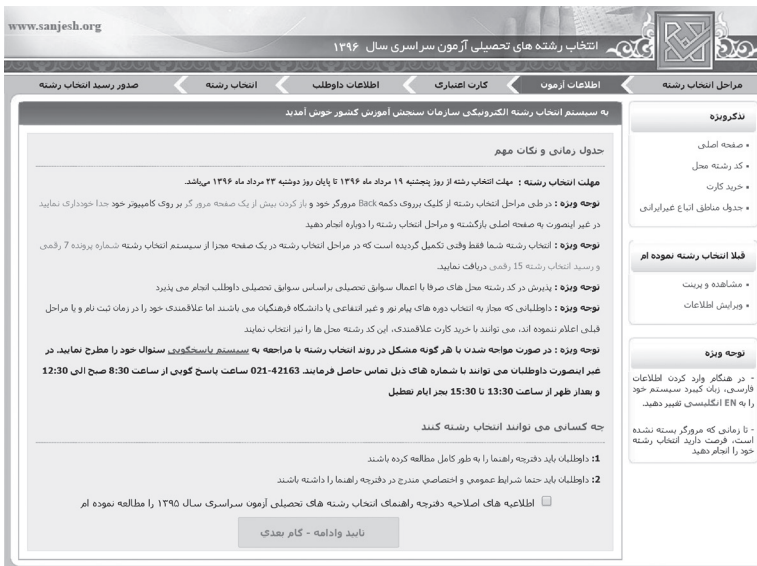 www.sanjesh.org
انتخاب رشته های تحصیلی آزمون سراسری سال ۱۳۹۶
مراحل انتخاب رشته
اطلاعات آزمون
کارت اعتباری
اطلاعات داوطلب
انتخاب رشته
صدور رسید انتخاب رشته
تذکرویژه
• صفحه اصلی
• کد رشته محل
• خرید کارت
• جدول مناطق اتباع غیرایرانی
قبلا انتخاب رشته نموده ام
• مشاهده و پرینت
• ویرایش اطلاعات
توجه ویژه
- در هنگام وارد کردن اطلاعات
فارسی، زبان کیبرد سیستم خود
را به EN انگلیسی تغییر دهید.
- تا زمانی که مرورگر بسته نشده
است، فرصت دارید انتخاب رشته
خود را انجام دهید
به سیستم انتخاب رشته الکترونیکی سازمان سنجش آموزش کشور خوش آمدید
جدول زمانی و نکات مهم
مهلت انتخاب رشته : مهلت انتخاب رشته از روز پنجشنبه ۱۹ مرداد ماه ۱۳۹۶ تا پایان روز دوشنبه ۲۳ مرداد ماه ۱۳۹۶ می‌باشد.
توجه ویژه : در طی مراحل انتخاب رشته از کلیک برروی دکمه Back مرورگر خود و باز کردن بیش از یک صفحه مرور گر بر روی کامپیوتر خود جدا خودداری نمایید
در غیر اینصورت به صفحه اصلی بازگشته و مراحل انتخاب رشته را دوباره انجام دهید
توجه ویژه : انتخاب رشته شما فقط وقتی تکمیل گردیده است که در مراحل انتخاب رشته در یک صفحه مجزا از سیستم انتخاب رشته شماره پرونده 7 رقمی
و رسید انتخاب رشته 15 رقمی دریافت نمایید.
توجه ویژه : پذیرش در کد رشته محل های صرفا با اعمال سوابق تحصیلی براساس سوابق تحصیلی داوطلب انجام می پذیرد
توجه ویژه : داوطلبانی که مجاز به انتخاب دوره های پیام نور و غیر انتفاعی یا دانشگاه فرهنگیان می باشند اما علاقمندی خود را در زمان ثبت نام و یا مراحل
قبلی اعلام ننموده اند، می توانند با خرید کارت علاقمندی، این کد رشته محل ها را نیز انتخاب نمایند
توجه ویژه : در صورت مواجه شدن با هر گونه مشکل در روند انتخاب رشته با مراجعه به سیستم پاسخگویی سئوال خود را مطرح نمایید. در
غیر اینصورت داوطلبان می توانند با شماره های ذیل تماس حاصل فرمایند. 42163-021 ساعت پاسخ گویی از ساعت 8:30 صبح الی 12:30
و بعداز ظهر از ساعت 13:30 تا 15:30 بجز ایام تعطیل
چه کسانی می توانند انتخاب رشته کنند
1: داوطلبان باید دفترچه راهنما را به طور کامل مطالعه کرده باشند
2: داوطلبان باید حتما شرایط عمومی و اختصاصی مندرج در دفترچه راهنما را داشته باشند
اطلاعیه های اصلاحیه دفترچه راهنمای انتخاب رشته های تحصیلی آزمون سراسری سال ۱۳۹۵ را مطالعه نموده ام
تایید وادامه - گام بعدی